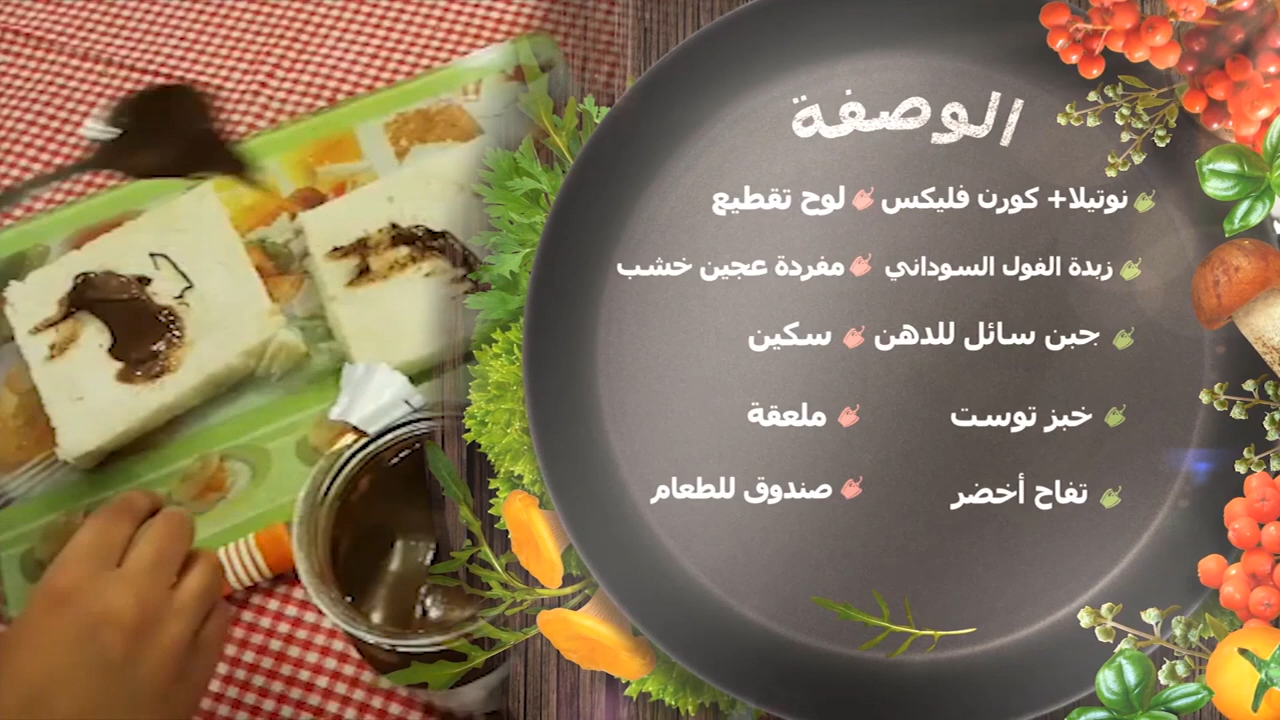 الوصفة
نوتيلا+ كورن فليكس
زبدة الفول السوداني
جبن سائل للدهن
خبز توست
تفاح أخضر
لوح تقطيع
مفردة عجين خشب
سكين
ملعقة
صندوق للطعام